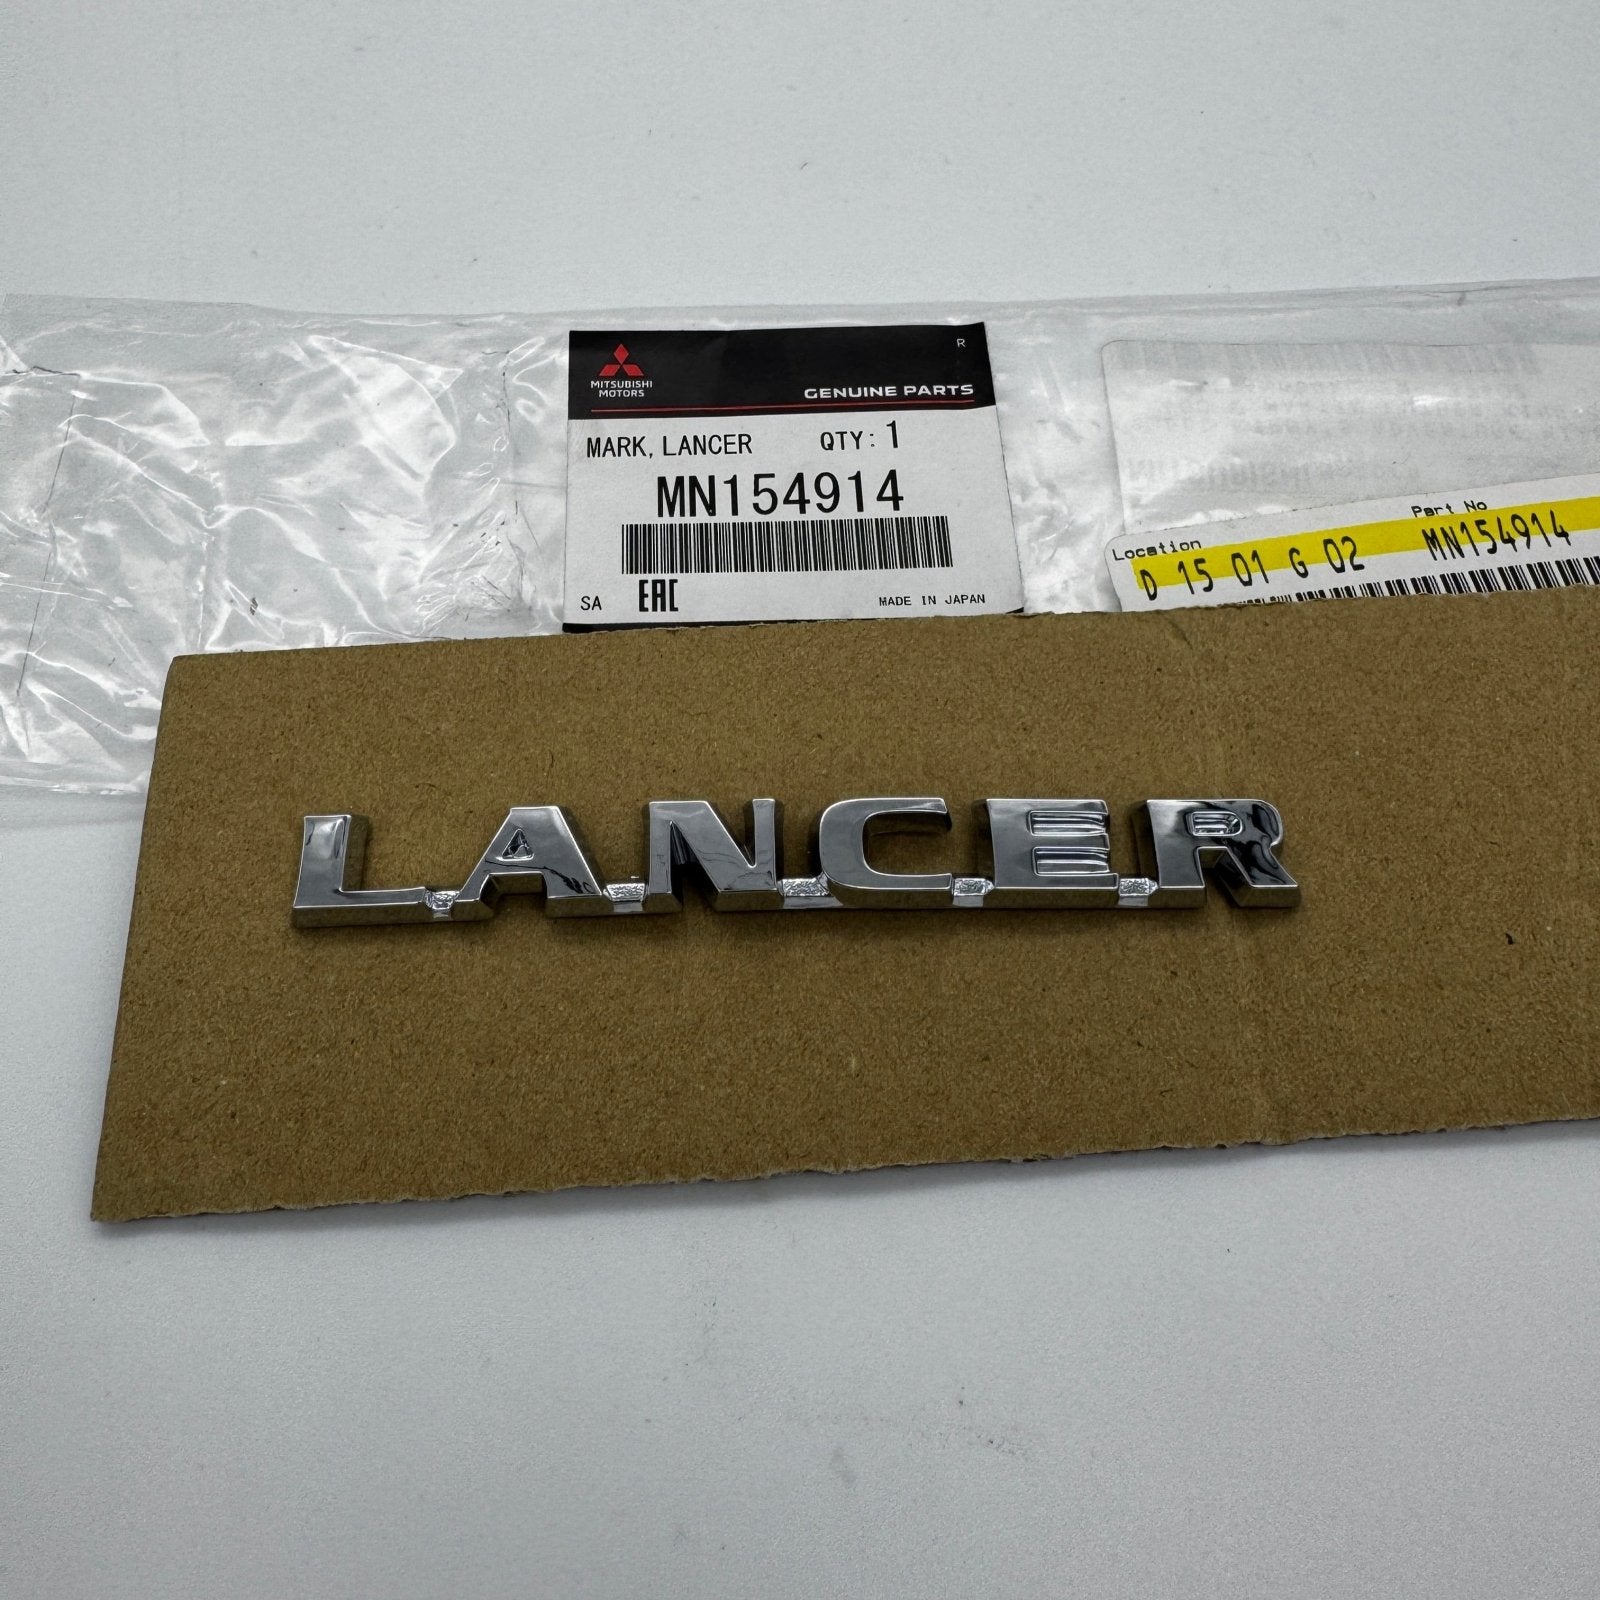 R
MITSUBISHI
MOTORS
GENUINE PARTS
MARK, LANCER QTY: 1
MN154914
SA EAC MADE IN JAPAN
Location Part No
D 15 01 G 02 MN154914
LANCER